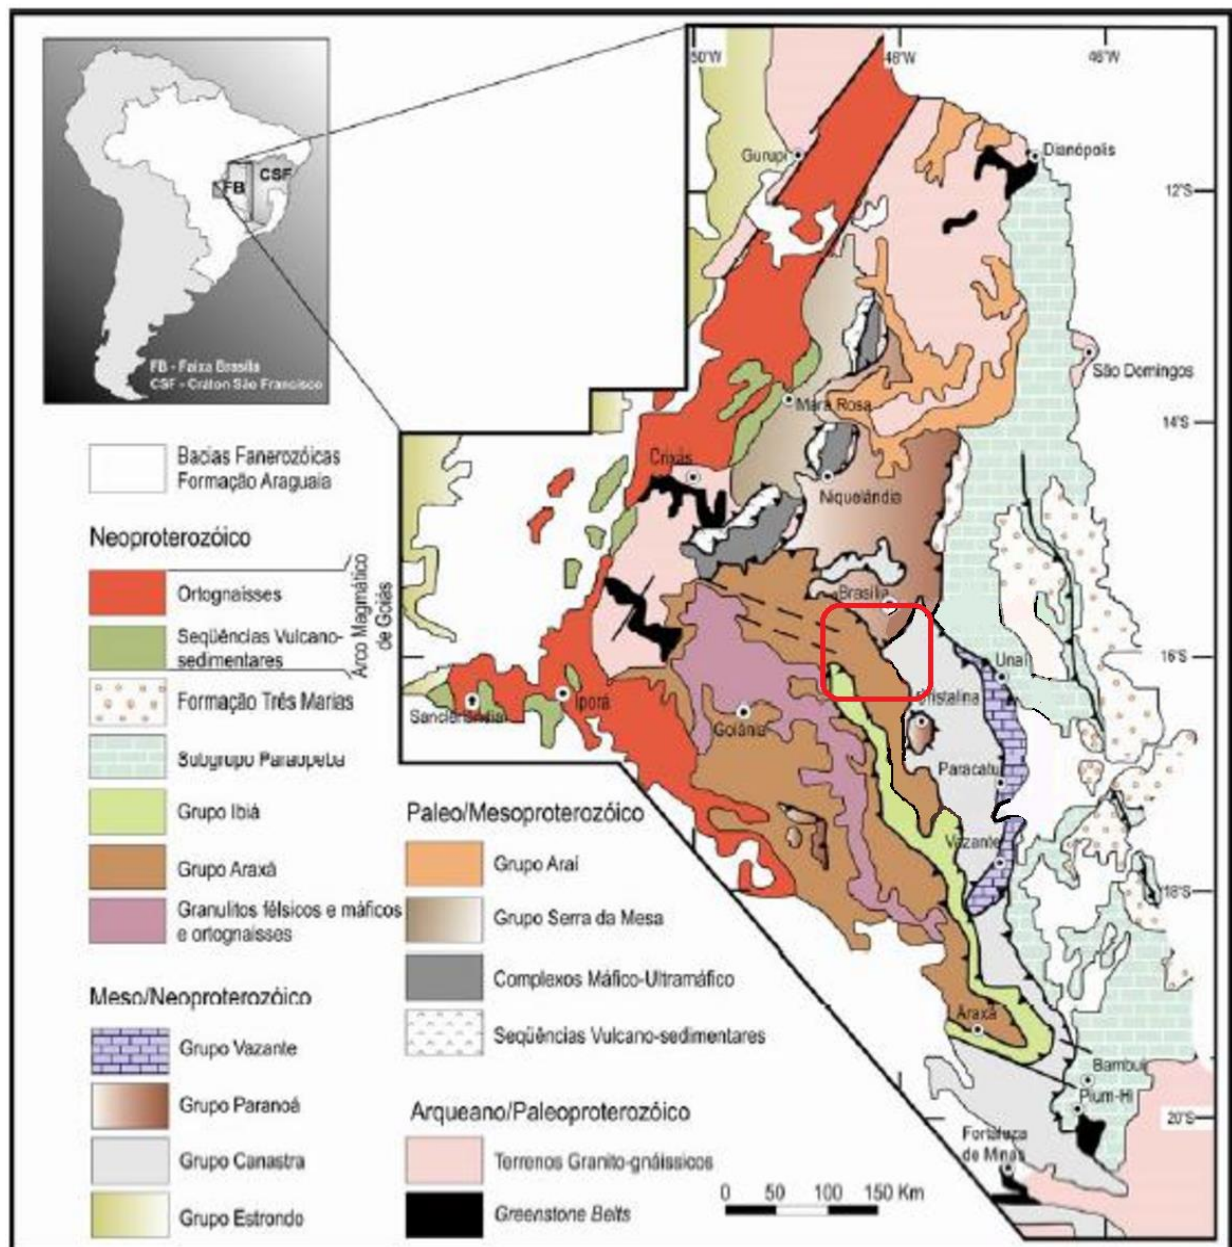 50°W
48°W
46°W
Gurupi
Dianópolis
12°S
CSF
FB
FB - Faixa Brasília
CSF - Cráton São Francisco
São Domingos
Mara Rosa
14°S
Crixás
Niquelândia
Brasília
16°S
Unaí
Cristalina
Iporá
Goiânia
Paracatu
Vazante
18°S
Araxá
Bambuí
Pium-Hi
20°S
Fortaleza
de Minas
Bacias Fanerozóicas
Formação Araguaia
Neoproterozóico
Ortognaisses
Seqüências Vulcano-
sedimentares
Arco Magmático
de Goiás
Formação Três Marias
Subgrupo Paraopeba
Grupo Ibiá
Grupo Araxá
Granulitos félsicos e máficos
e ortognaisses
Meso/Neoproterozóico
Grupo Vazante
Grupo Paranoá
Grupo Canastra
Grupo Estrondo
Paleo/Mesoproterozóico
Grupo Araí
Grupo Serra da Mesa
Complexos Máfico-Ultramáfico
Seqüências Vulcano-sedimentares
Arqueano/Paleoproterozóico
Terrenos Granito-gnáissicos
Greenstone Belts
0 50 100 150 Km